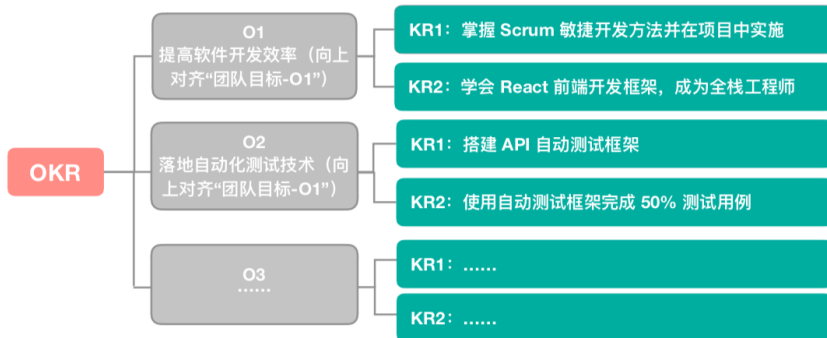 OKR
O1
提高软件开发效率（向上
对齐“团队目标-O1”）
KR1：掌握 Scrum 敏捷开发方法并在项目中实施
KR2：学会 React 前端开发框架，成为全栈工程师
O2
落地自动化测试技术（向
上对齐“团队目标-O1”）
KR1：搭建 API 自动测试框架
KR2：使用自动测试框架完成 50% 测试用例
O3
……
KR1：……
KR2：……